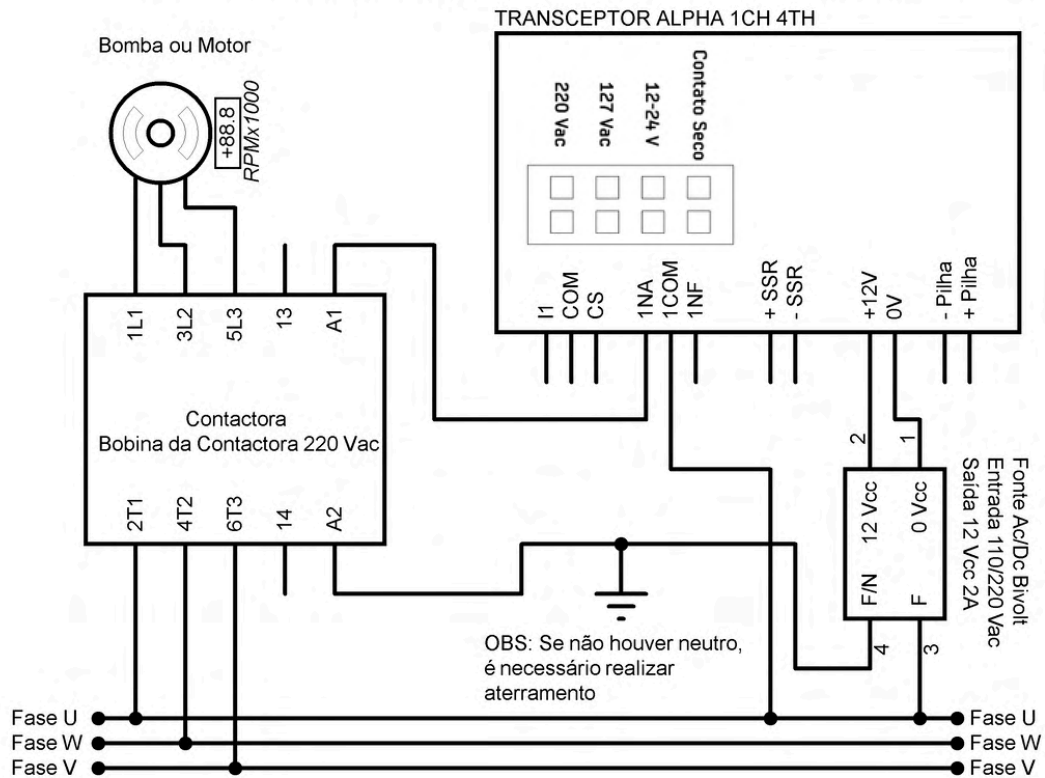 TRANSCEPTOR ALPHA 1CH 4TH
Bomba ou Motor
+88.8
RPMx1000
220 Vac
127 Vac
12-24 V
Contato Seco
I1
COM
CS
1NA
1COM
1NF
+ SSR
- SSR
+12V
0V
- Pilha
+ Pilha
1L1
3L2
5L3
13
A1
Contactora
Bobina da Contactora 220 Vac
2T1
4T2
6T3
14
A2
2
1
12 Vcc
0 Vcc
F/N
F
4
3
Fonte Ac/Dc Bivolt
Entrada 110/220 Vac
Saída 12 Vcc 2A
OBS: Se não houver neutro,
é necessário realizar
aterramento
Fase U
Fase W
Fase V
Fase U
Fase W
Fase V